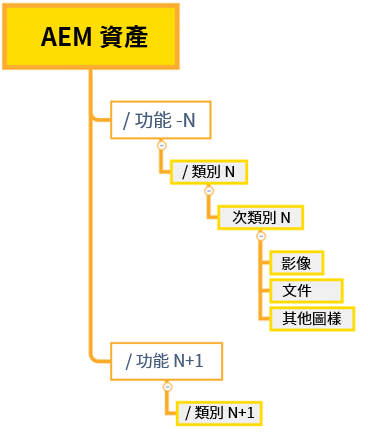 AEM 資產
/ 功能 -N
/ 類別 N
次類別 N
影像
文件
其他圖樣
/ 功能 N+1
/ 類別 N+1